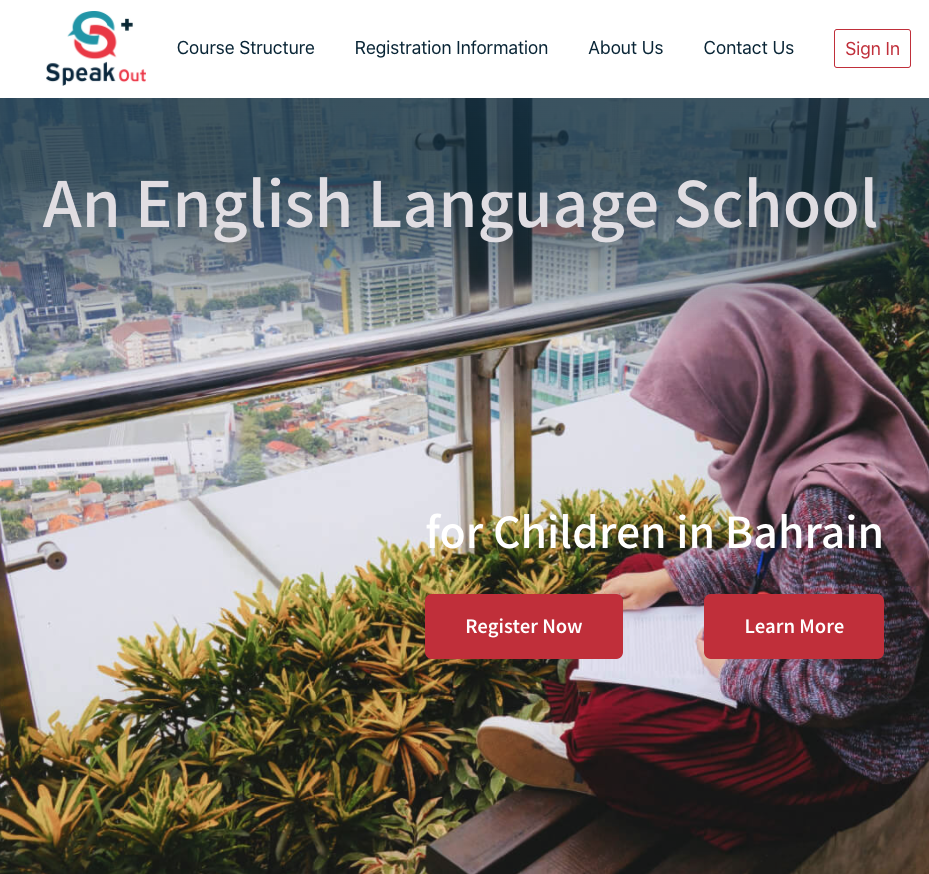 Speak Out
Course Structure
Registration Information
About Us
Contact Us
Sign In
An English Language School
for Children in Bahrain
Register Now
Learn More